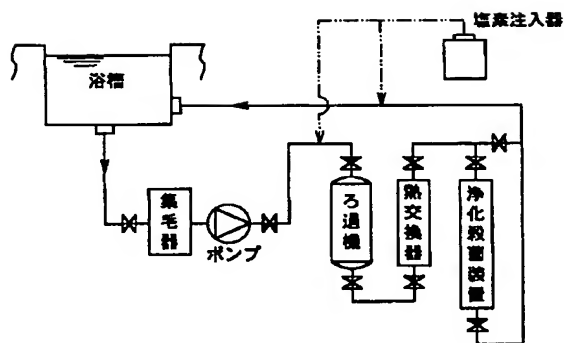 塩素注入器
浴槽
集毛器
ポンプ
ろ過機
熱交換器
浄化殺菌装置